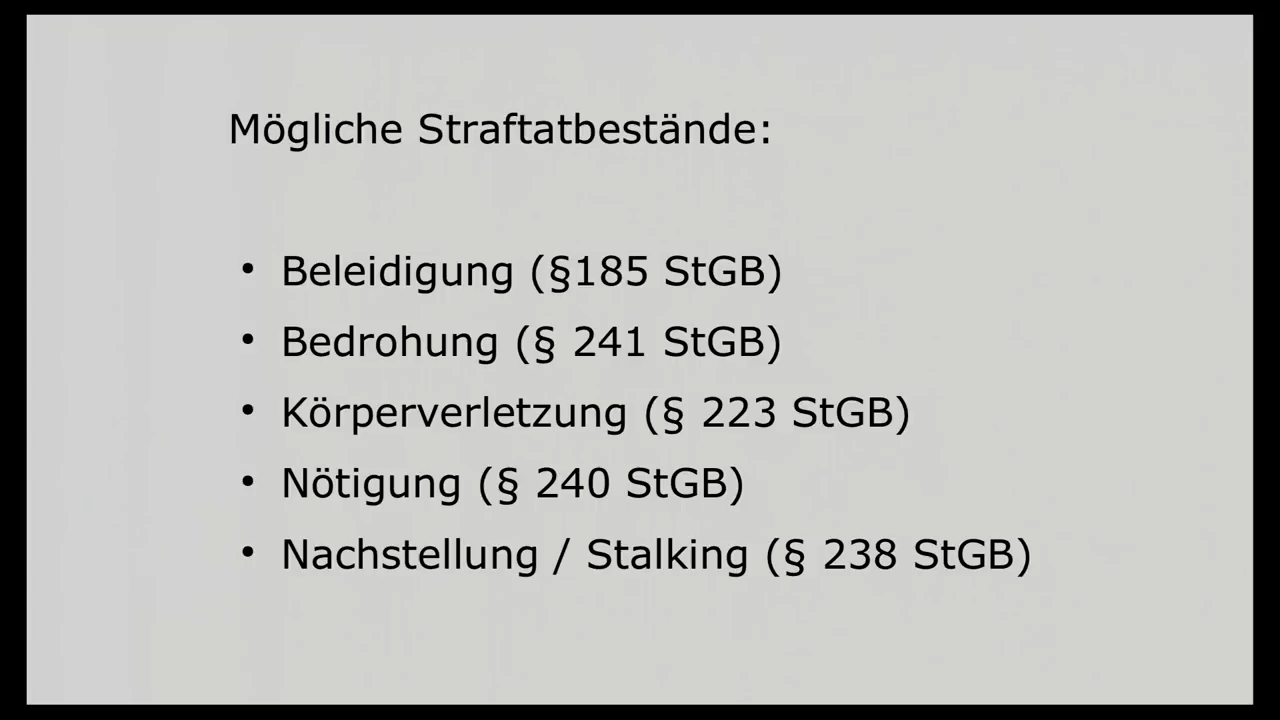 Mögliche Straftatbestände:
• Beleidigung (§185 StGB)
• Bedrohung (§ 241 StGB)
• Körperverletzung (§ 223 StGB)
• Nötigung (§ 240 StGB)
• Nachstellung / Stalking (§ 238 StGB)